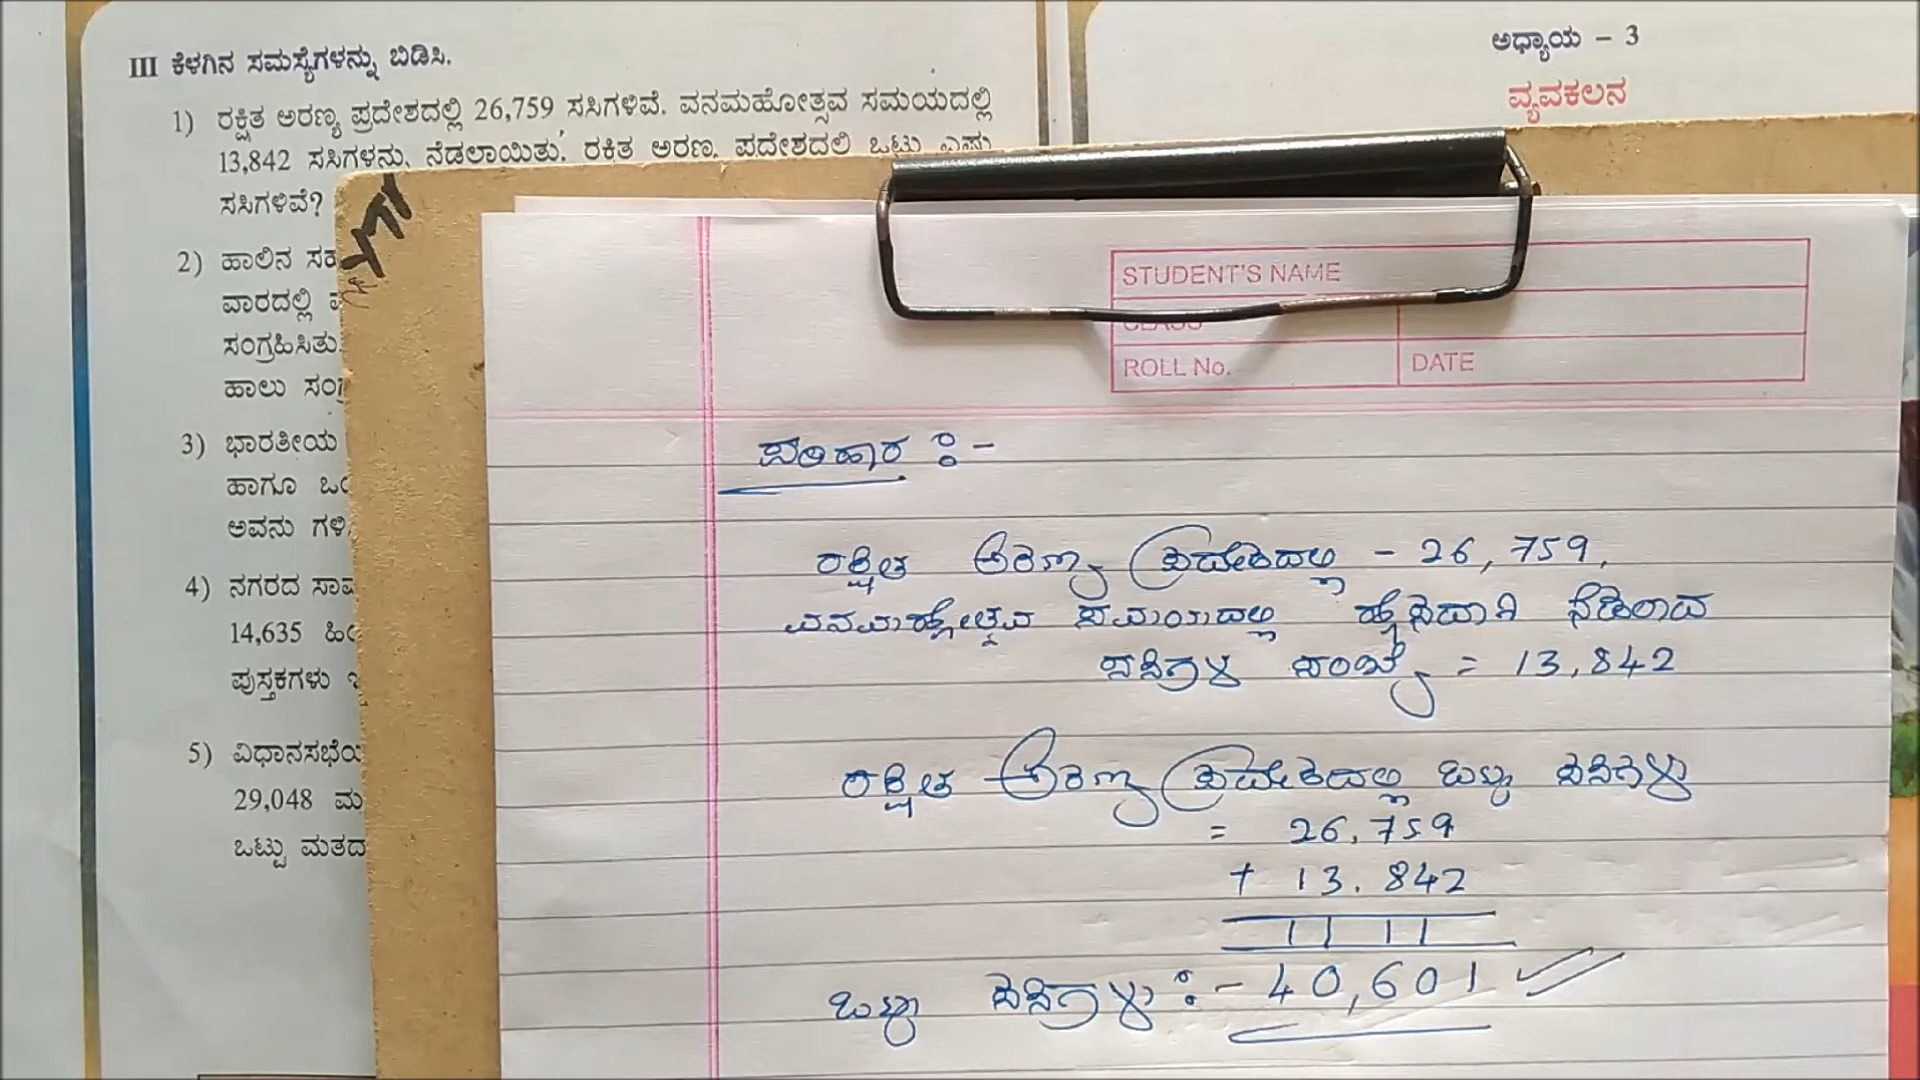 III ಕೆಳಗಿನ ಸಮಸ್ಯೆಗಳನ್ನು ಬಿಡಿಸಿ.
1) ರಕ್ಷಿತ ಅರಣ್ಯ ಪ್ರದೇಶದಲ್ಲಿ 26,759 ಸಸಿಗಳಿವೆ. ವನಮಹೋತ್ಸವ ಸಮಯದಲ್ಲಿ
13,842 ಸಸಿಗಳನ್ನು ನೆಡಲಾಯಿತು. ರಕ್ಷಿತ ಅರಣ್ಯ ಪ್ರದೇಶದಲ್ಲಿ ಒಟ್ಟು ಎಷ್ಟು
ಸಸಿಗಳಿವೆ?
2) ಹಾಲಿನ
ವಾರದಲ್ಲಿ
ಸಂಗ್ರಹಿಸಿತು.
ಹಾಲು
3) ಭಾರತೀಯ
ಹಾಗೂ
ಅವನು
4) ನಗರದ
14,635
ಪುಸ್ತಕಗಳು
5)
29,048
ಒಟ್ಟು
ಅಧ್ಯಾಯ – 3
ವ್ಯವಕಲನ
STUDENT'S NAME
CLASS
ROLL No. DATE
ಪರಿಹಾರ :-
ರಕ್ಷಿತ ಅರಣ್ಯ ಪ್ರದೇಶದಲ್ಲಿ - 26,759,
ವನಮಹೋತ್ಸವ ಸಮಯದಲ್ಲಿ ಹೊಸದಾಗಿ ನೆಡಲಾದ
ಸಸಿಗಳ ಸಂಖ್ಯೆ = 13,842
ರಕ್ಷಿತ ಅರಣ್ಯ ಪ್ರದೇಶದಲ್ಲಿ ಒಟ್ಟು ಸಸಿಗಳು
= 26,759
+ 13.842
1 1 1 1
ಒಟ್ಟು ಸಸಿಗಳು :- 40,601